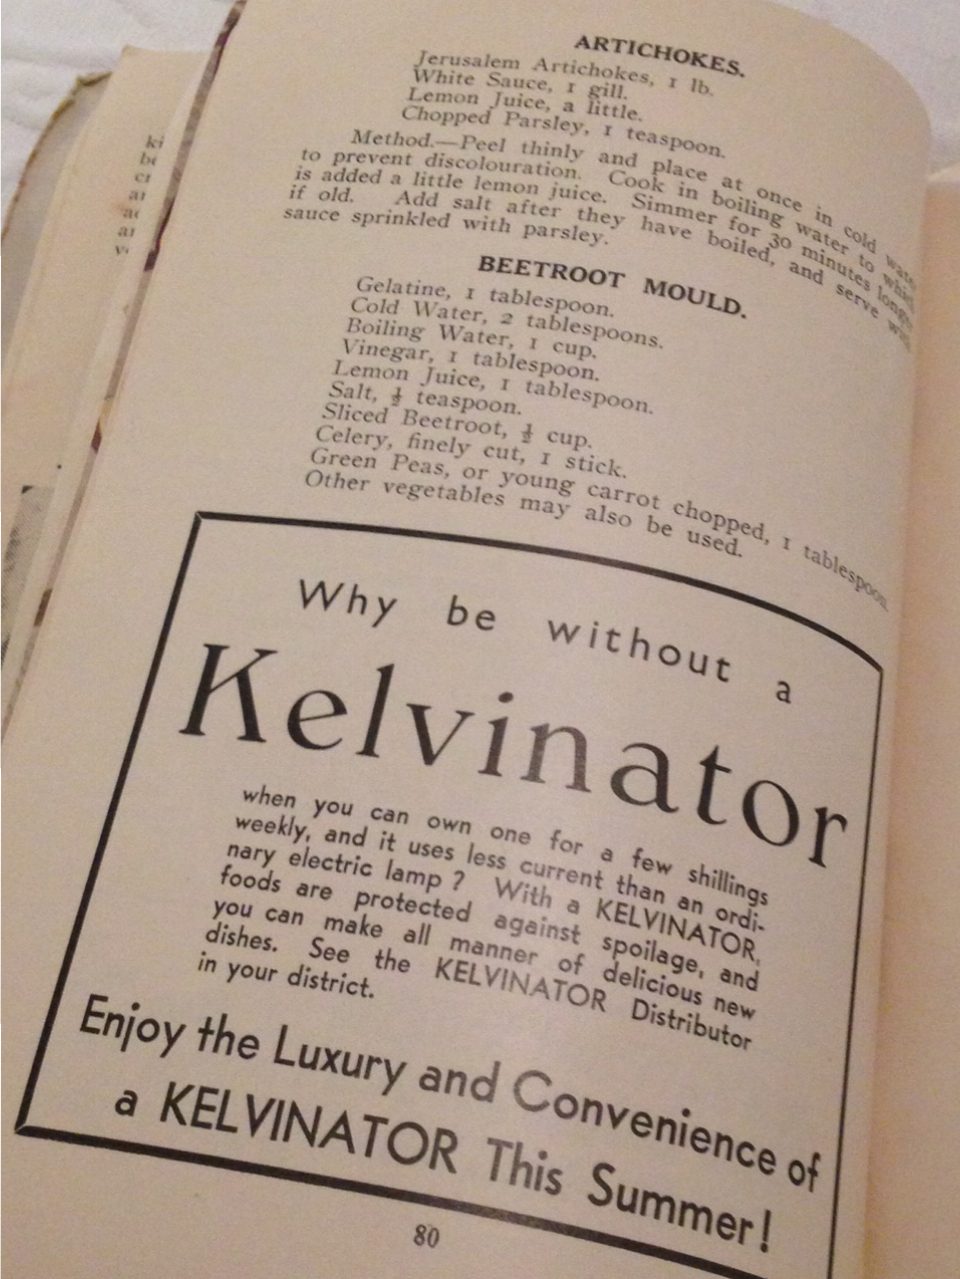 ARTICHOKES.
Jerusalem Artichokes, 1 lb.
White Sauce, 1 gill.
Lemon Juice, a little.
Chopped Parsley, 1 teaspoon.
Method.—Peel thinly and place at once in cold water
to prevent discolouration. Cook in boiling water to which
is added a little lemon juice. Simmer for 30 minutes longer
if old. Add salt after they have boiled, and serve with
sauce sprinkled with parsley.
BEETROOT MOULD.
Gelatine, 1 tablespoon.
Cold Water, 2 tablespoons.
Boiling Water, 1 cup.
Vinegar, 1 tablespoon.
Lemon Juice, 1 tablespoon.
Salt, ½ teaspoon.
Sliced Beetroot, ½ cup.
Celery, finely cut, 1 stick.
Green Peas, or young carrot chopped, 1 tablespoon.
Other vegetables may also be used.
Why be without a
Kelvinator
when you can own one for a few shillings
weekly, and it uses less current than an ordi-
nary electric lamp ? With a KELVINATOR,
foods are protected against spoilage, and
you can make all manner of delicious new
dishes. See the KELVINATOR Distributor
in your district.
Enjoy the Luxury and Convenience of
a KELVINATOR This Summer!
80